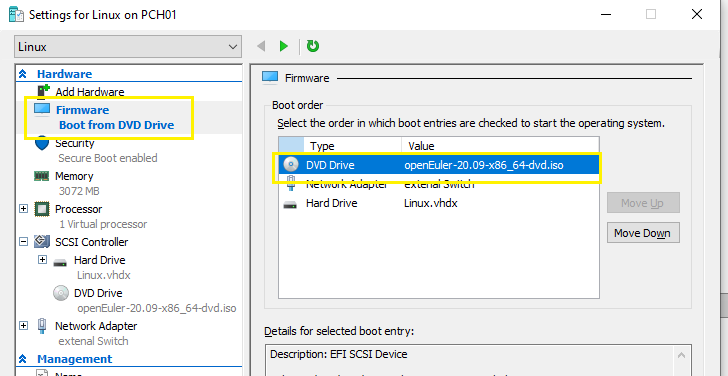 Settings for Linux on PCH01
Linux
Hardware
Add Hardware
Firmware
Boot from DVD Drive
Security
Secure Boot enabled
Memory
3072 MB
Processor
1 Virtual processor
SCSI Controller
Hard Drive
Linux.vhdx
DVD Drive
openEuler-20.09-x86_64-dvd.iso
Network Adapter
extenal Switch
Management
Name
Firmware
Boot order
Select the order in which boot entries are checked to start the operating system.
Type Value
DVD Drive openEuler-20.09-x86_64-dvd.iso
Network Adapter extenal Switch
Hard Drive Linux.vhdx
Move Up
Move Down
Details for selected boot entry:
Description: EFI SCSI Device